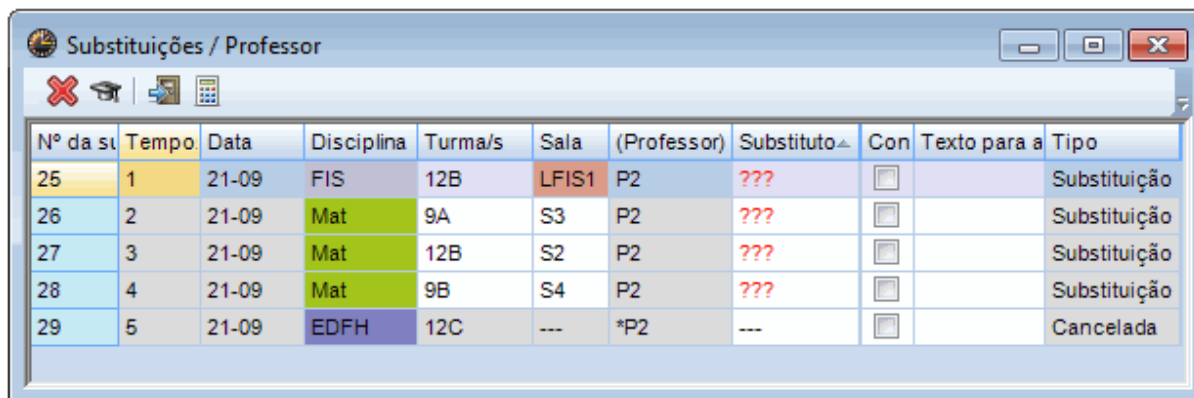 Substituições / Professor
Nº da su Tempo Data Disciplina Turma/s Sala (Professor) Substituto Con Texto para a Tipo
25 1 21-09 FIS 12B LFIS1 P2 ??? Substituição
26 2 21-09 Mat 9A S3 P2 ??? Substituição
27 3 21-09 Mat 12B S2 P2 ??? Substituição
28 4 21-09 Mat 9B S4 P2 ??? Substituição
29 5 21-09 EDFH 12C --- *P2 --- Cancelada